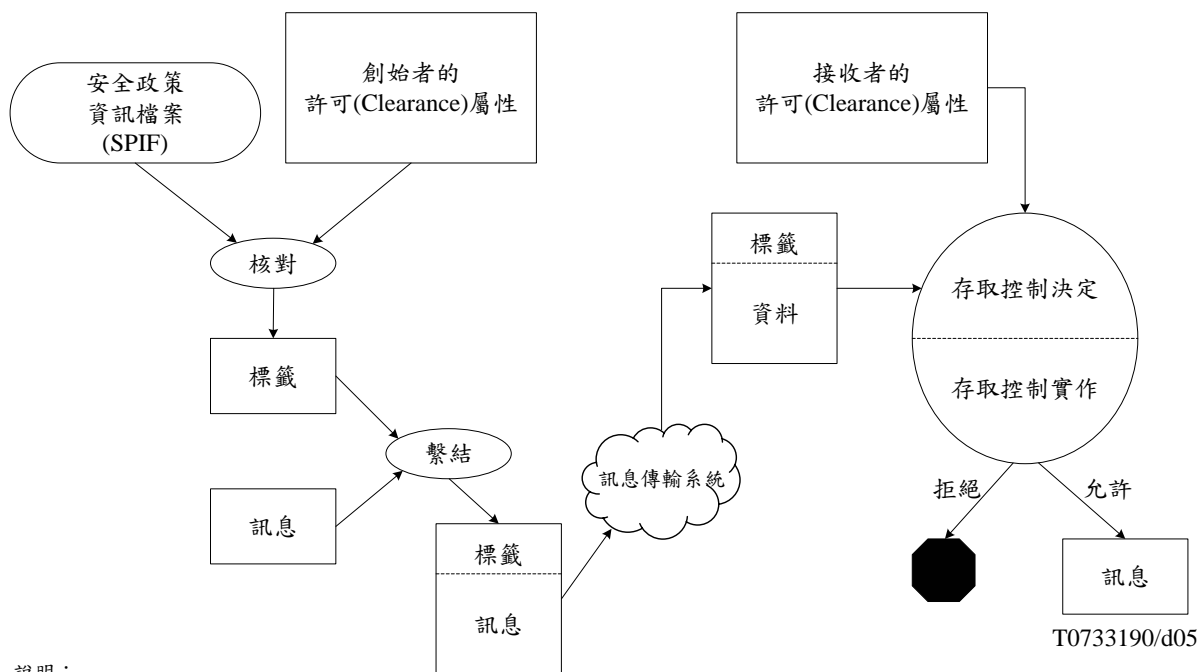 安全政策
資訊檔案
(SPIF)
創始者的
許可(Clearance)屬性
接收者的
許可(Clearance)屬性
核對
標籤
資料
存取控制決定
存取控制實作
標籤
繫結
訊息
訊息傳輸系統
標籤
訊息
拒絕
允許
訊息
T0733190/d05
說明：